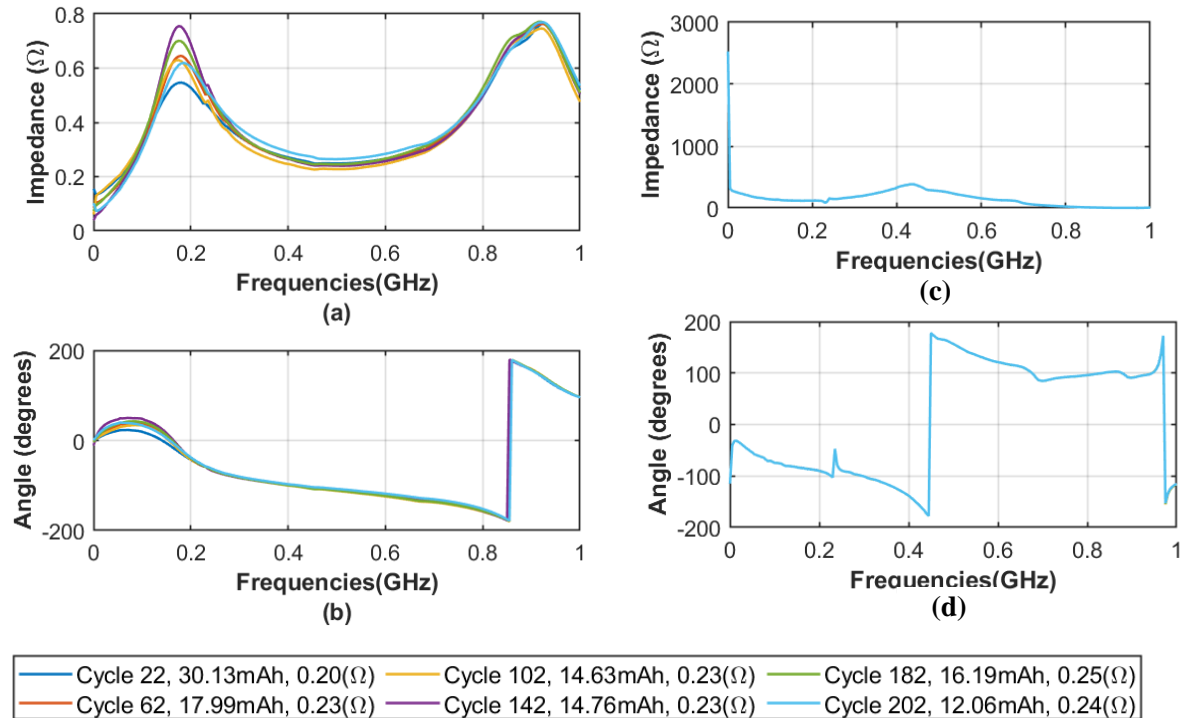 0.8
0.6
0.4
0.2
0
Impedance (Ω)
0 0.2 0.4 0.6 0.8 1
Frequencies(GHz)
(a)
3000
2000
1000
0
Impedance (Ω)
0 0.2 0.4 0.6 0.8 1
Frequencies(GHz)
(c)
200
0
-200
Angle (degrees)
0 0.2 0.4 0.6 0.8 1
Frequencies(GHz)
(b)
200
100
0
-100
-200
Angle (degrees)
0 0.2 0.4 0.6 0.8 1
Frequencies(GHz)
(d)
Cycle 22, 30.13mAh, 0.20(Ω) Cycle 102, 14.63mAh, 0.23(Ω) Cycle 182, 16.19mAh, 0.25(Ω)
Cycle 62, 17.99mAh, 0.23(Ω) Cycle 142, 14.76mAh, 0.23(Ω) Cycle 202, 12.06mAh, 0.24(Ω)